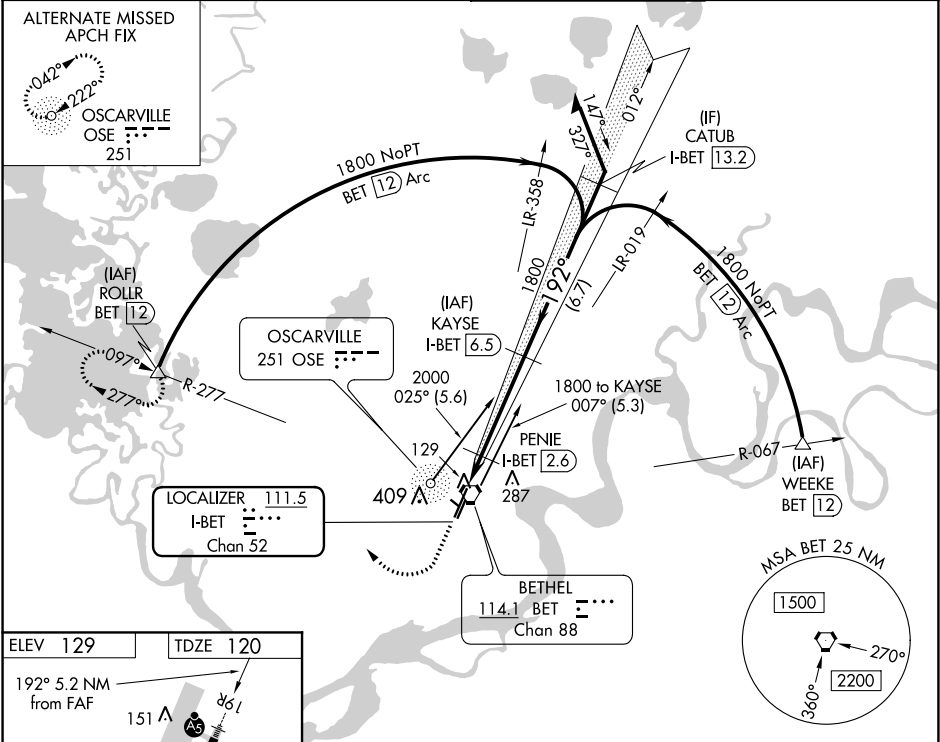 ALTERNATE MISSED
APCH FIX
042°
222°
OSCARVILLE
OSE
251
1800 NoPT
BET 12 Arc
LR-358
147°
327°
012°
(IF)
CATUB
I-BET 13.2
LR-019
1800 NoPT
BET 12 Arc
1800
192°
(6.7)
(IAF)
ROLLR
BET 12
097°
277°
R-277
OSCARVILLE
251 OSE
(IAF)
KAYSE
I-BET 6.5
2000
025° (5.6)
1800 to KAYSE
007° (5.3)
PENIE
I-BET 2.6
129
409
287
R-067
(IAF)
WEEKE
BET 12
LOCALIZER 111.5
I-BET
Chan 52
BETHEL
114.1 BET
Chan 88
MSA BET 25 NM
1500
270°
2200
360°
ELEV 129
TDZE 120
192° 5.2 NM
from FAF
19R
151
A5